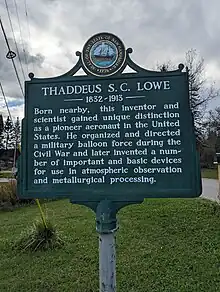 THADDEUS S. C. LOWE
1832-1913
Born nearby, this inventor and
scientist gained unique distinction
as a pioneer aeronaut in the United
States. He organized and directed
a military balloon force during the
Civil War and later invented a num-
ber of important and basic devices
for use in atmospheric observation
and metallurgical processing.